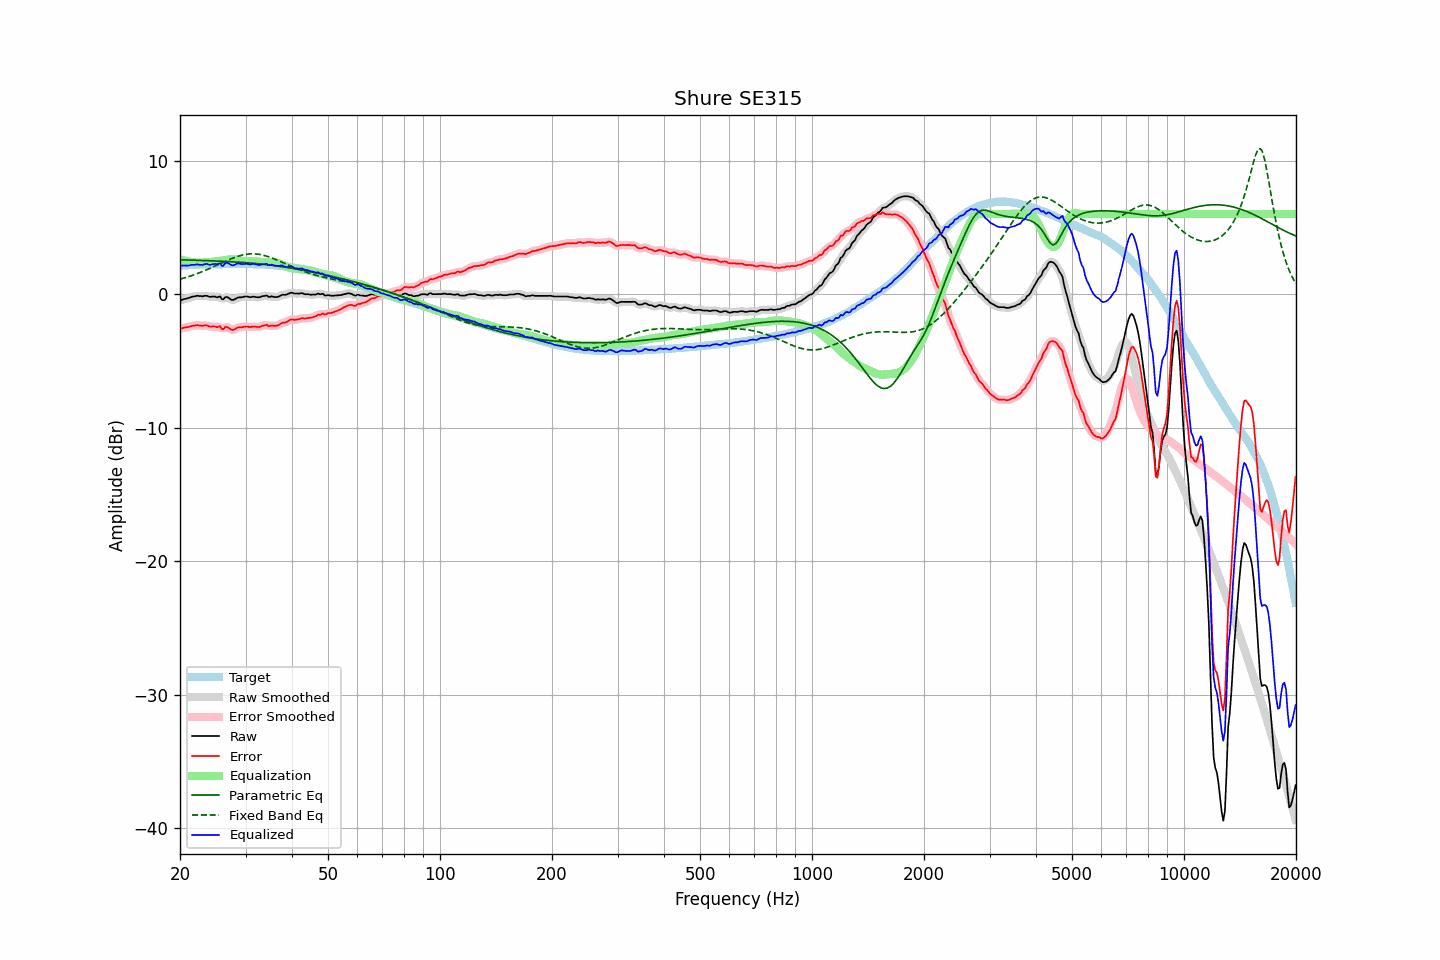 Shure SE315
Amplitude (dBr)
10
0
−10
−20
−30
−40
Target
Raw Smoothed
Error Smoothed
Raw
Error
Equalization
Parametric Eq
Fixed Band Eq
Equalized
20 50 100 200 500 1000 2000 5000 10000 20000
Frequency (Hz)